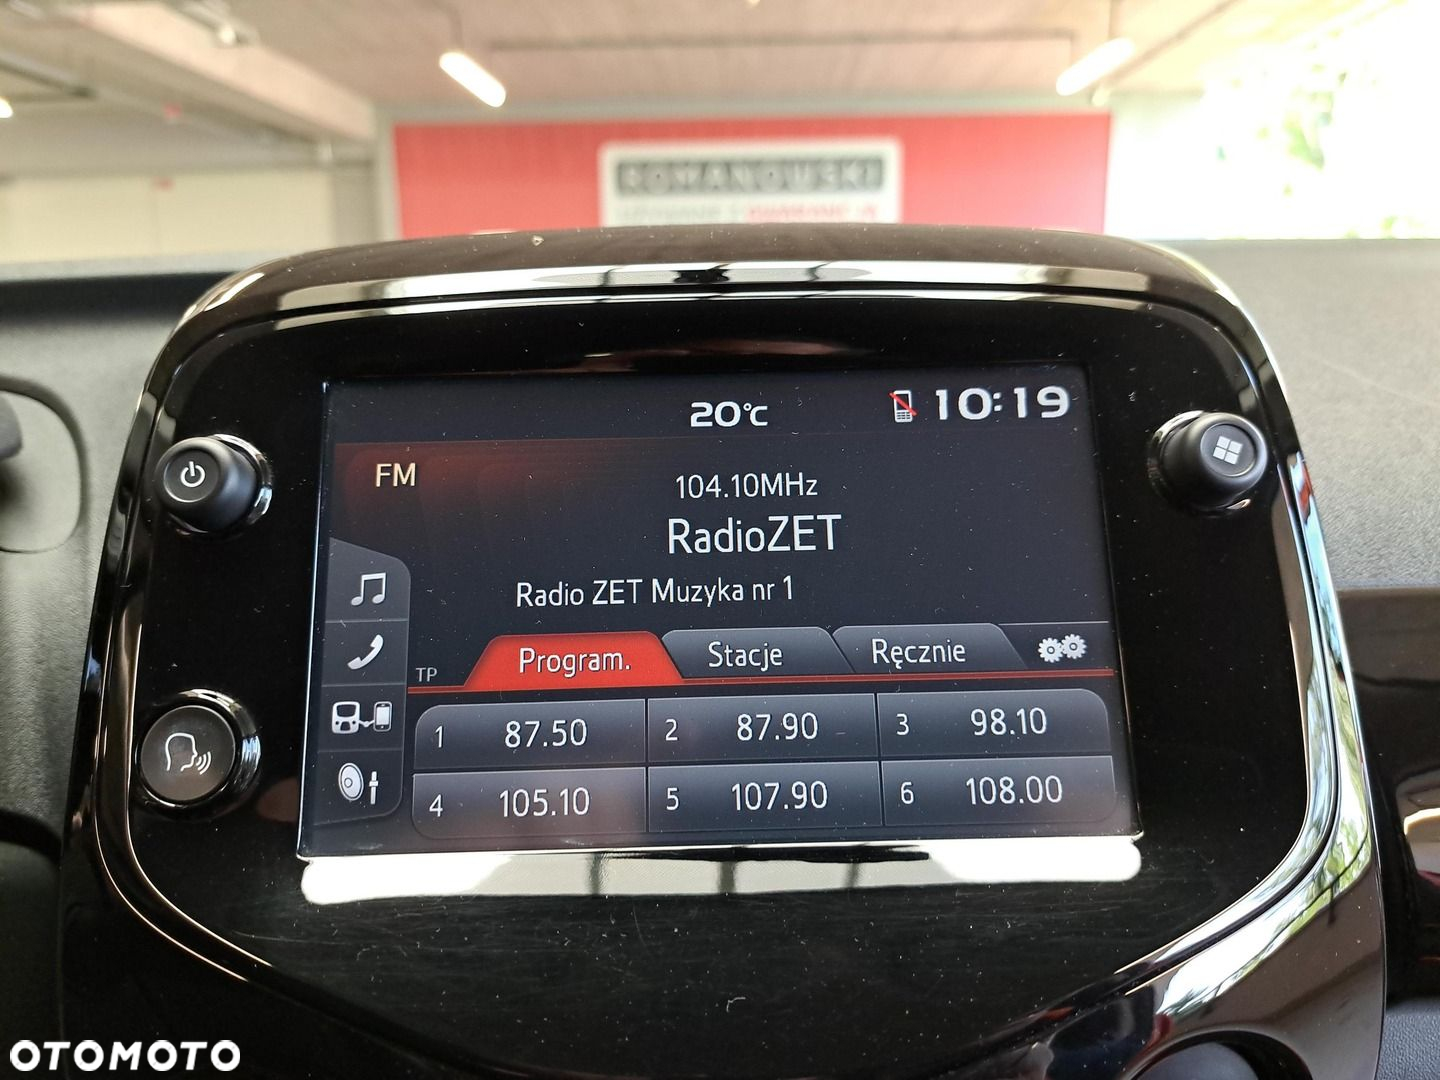 ROMANOWSKI
20°C
10:19
FM
104.10MHz
RadioZET
Radio ZET Muzyka nr 1
TP
Program.
Stacje
Ręcznie
1 87.50
2 87.90
3 98.10
4 105.10
5 107.90
6 108.00
OTOMOTO